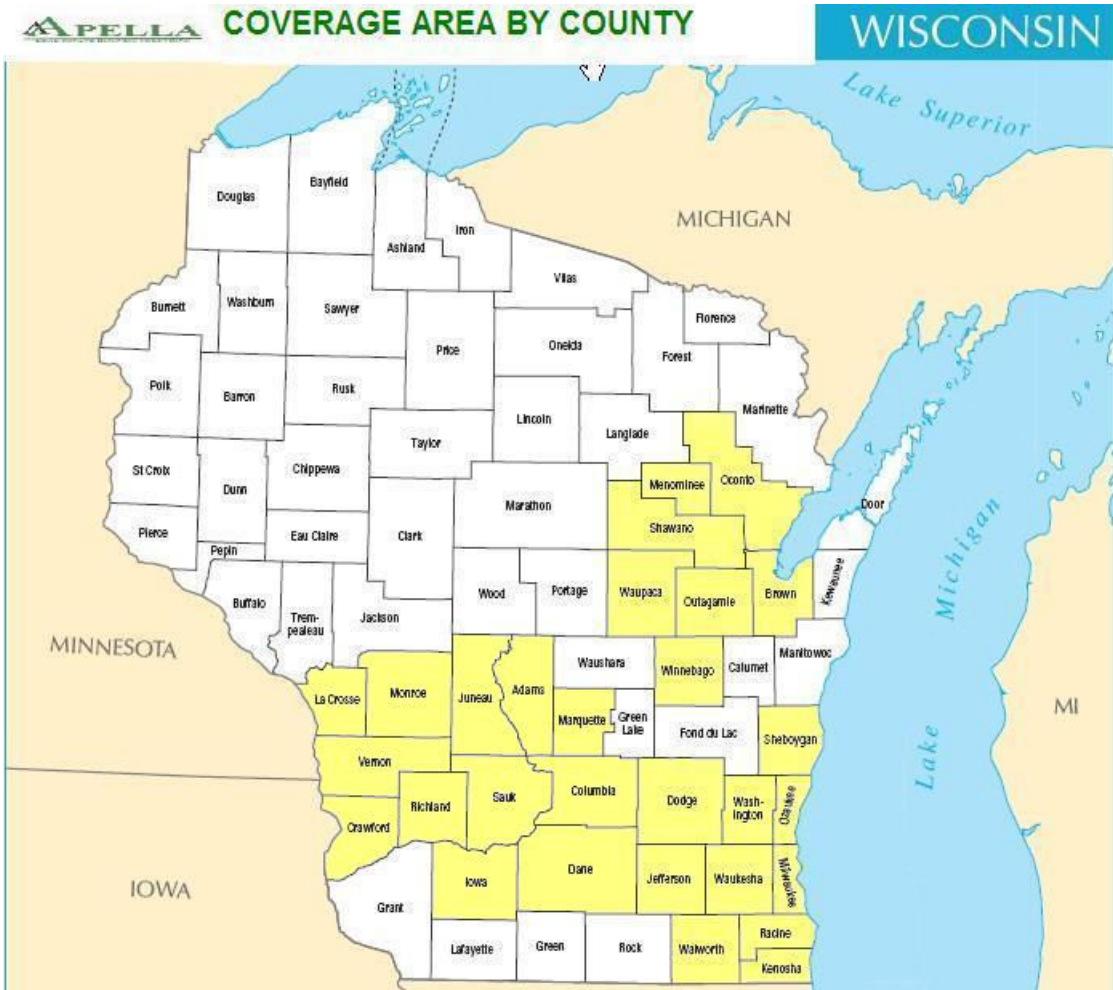 APELLA
COVERAGE AREA BY COUNTY
WISCONSIN
Lake Superior
MICHIGAN
Douglas
Bayfield
Ashland
Iron
Vilas
Burnett
Washburn
Sawyer
Price
Oneida
Florence
Forest
Polk
Barron
Rusk
Lincoln
Langlade
Marinette
Taylor
St Croix
Dunn
Chippewa
Marathon
Menominee
Oconto
Shawano
Door
Pierce
Pepin
Eau Claire
Clark
Lake Michigan
Buffalo
Trem-
pealeau
Jackson
Wood
Portage
Waupaca
Outagamie
Brown
Kewaunee
MINNESOTA
La Crosse
Monroe
Juneau
Adams
Waushara
Winnebago
Calumet
Manitowoc
Marquette
Green
Lake
Fond du Lac
Sheboygan
MI
Vernon
Richland
Sauk
Columbia
Dodge
Wash-
ington
Ozaukee
Crawford
IOWA
Grant
Iowa
Dane
Jefferson
Waukesha
Milwaukee
Lafayette
Green
Rock
Walworth
Racine
Kenosha